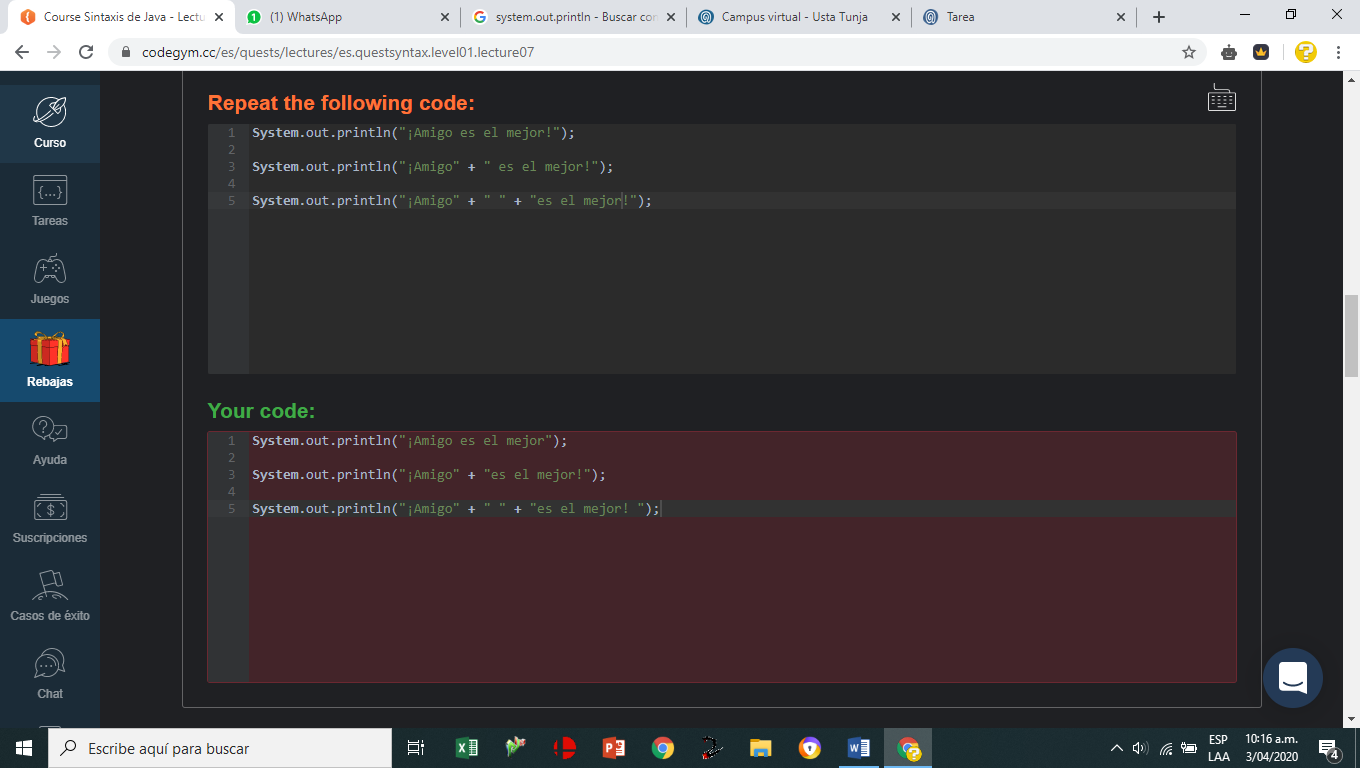 Course Sintaxis de Java - Lectu
(1) WhatsApp
system.out.println - Buscar con
Campus virtual - Usta Tunja
Tarea
codegym.cc/es/quests/lectures/es.questsyntax.level01.lecture07
Curso
Tareas
Juegos
Rebajas
Ayuda
Suscripciones
Casos de éxito
Chat
Repeat the following code:
1 System.out.println("¡Amigo es el mejor!");
2
3 System.out.println("¡Amigo" + " es el mejor!");
4
5 System.out.println("¡Amigo" + " " + "es el mejor!");
Your code:
1 System.out.println("¡Amigo es el mejor");
2
3 System.out.println("¡Amigo" + "es el mejor!");
4
5 System.out.println("¡Amigo" + " " + "es el mejor! ");
Escribe aquí para buscar
ESP
LAA
10:16 a.m.
3/04/2020
4